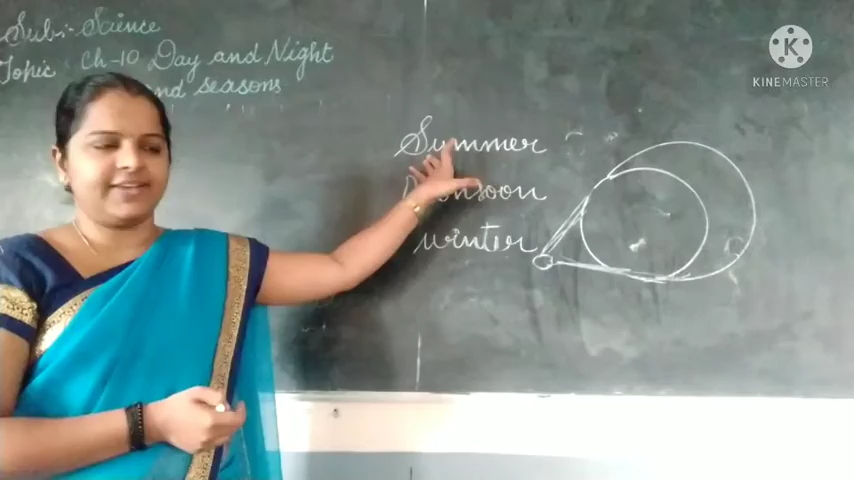 Sub:- Science
Topic Ch-10 Day and Night
and seasons
Summer
Monsoon
winter
KINEMASTER